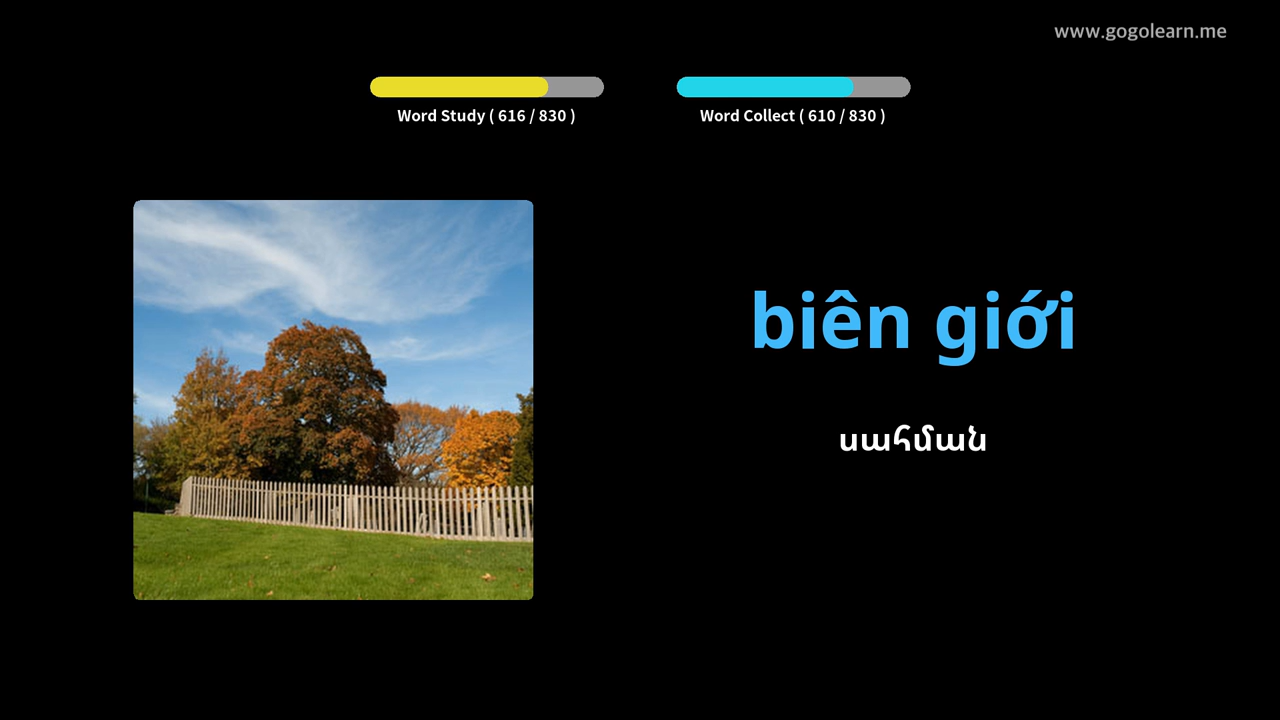 www.gogolearn.me
Word Study ( 616 / 830 )
Word Collect ( 610 / 830 )
biên giới
սահման